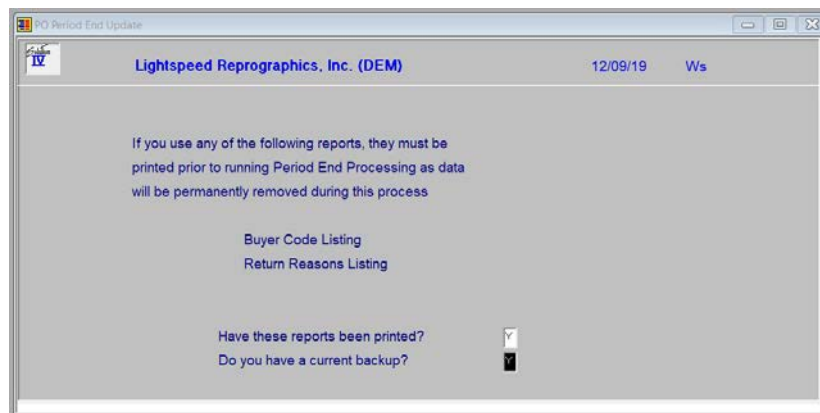 PO Period End Update
Solution
IV
Lightspeed Reprographics, Inc. (DEM) 12/09/19 Ws
If you use any of the following reports, they must be
printed prior to running Period End Processing as data
will be permanently removed during this process
Buyer Code Listing
Return Reasons Listing
Have these reports been printed? Y
Do you have a current backup? Y